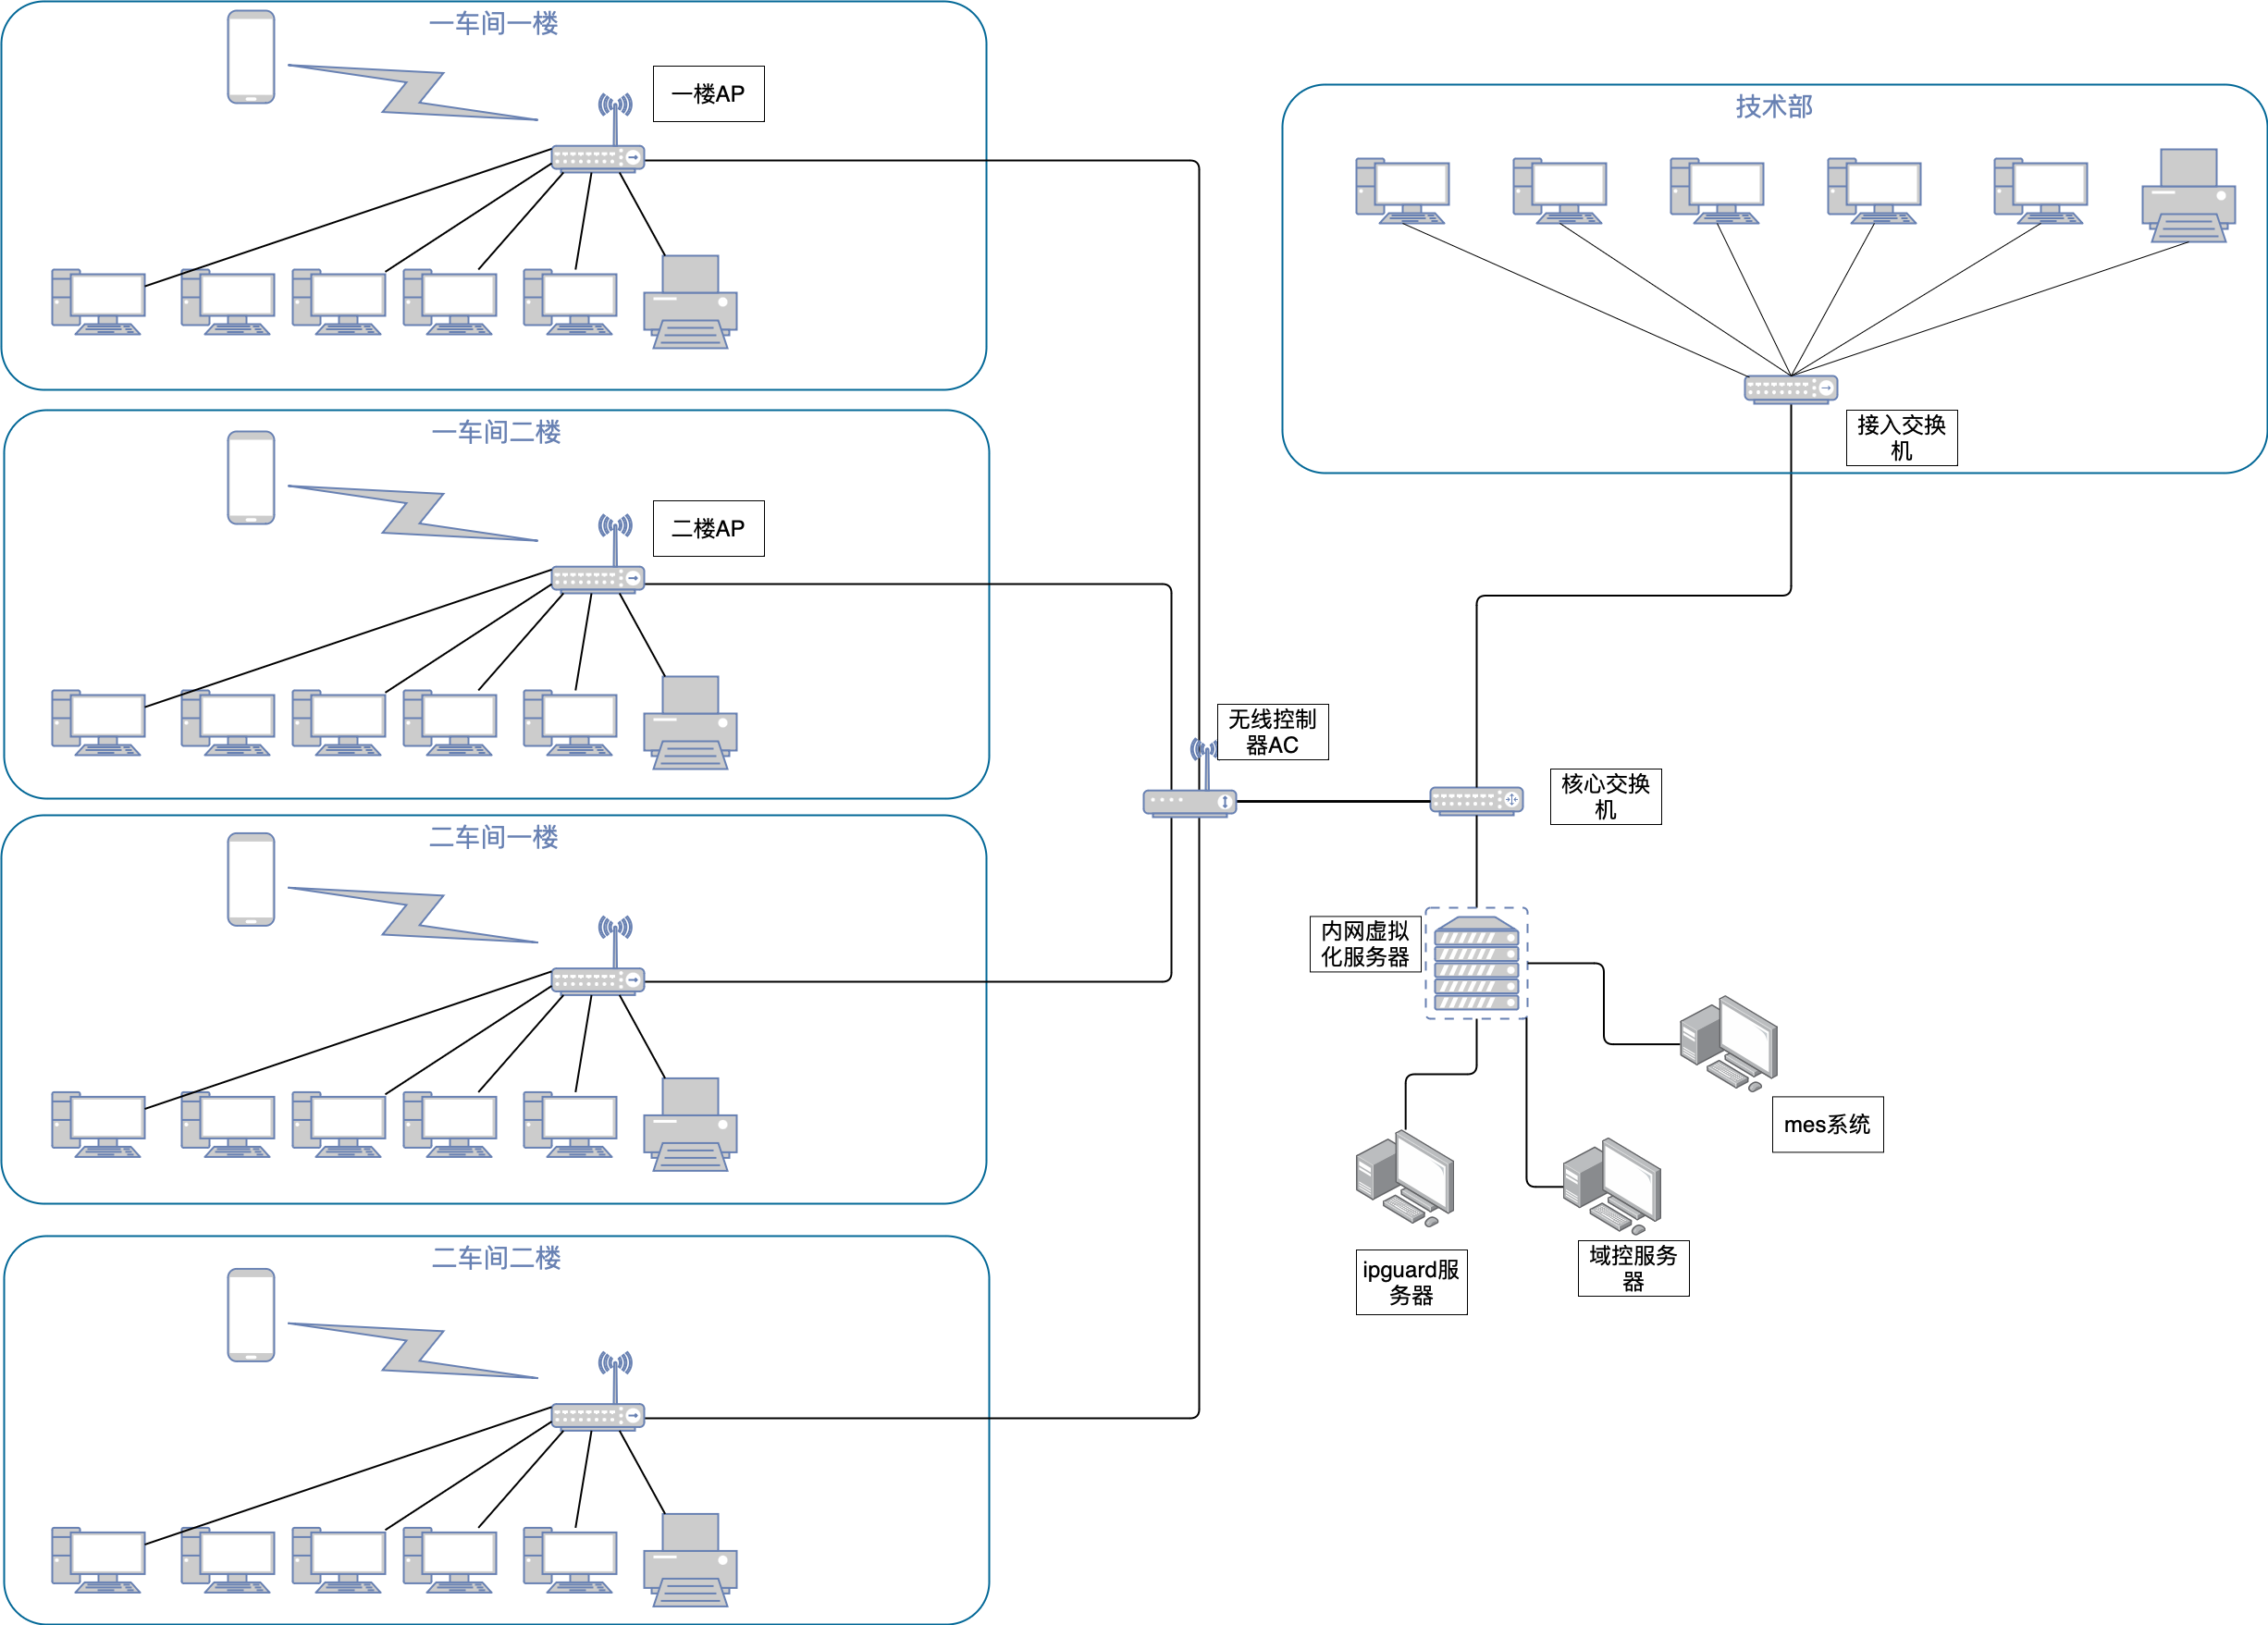 一车间一楼
一楼AP
技术部
接入交换
机
一车间二楼
二楼AP
无线控制
器AC
核心交换
机
二车间一楼
内网虚拟
化服务器
mes系统
ipguard服
务器
域控服务
器
二车间二楼